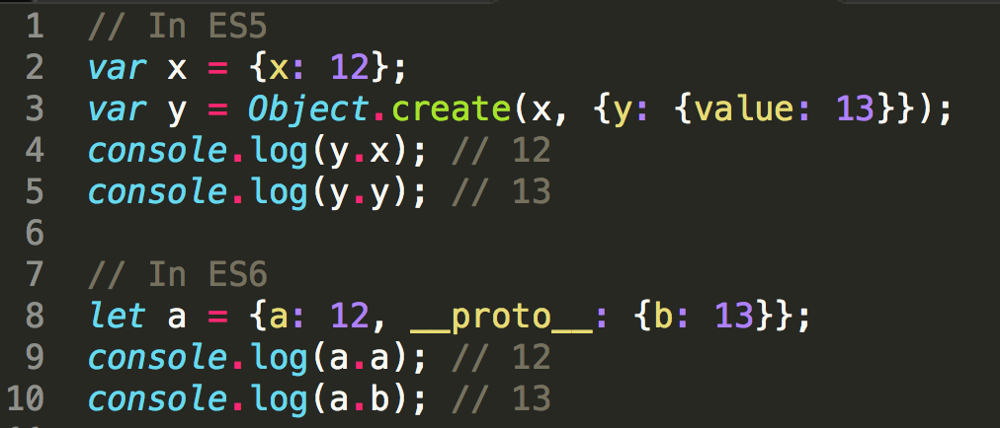 1 // In ES5
2 var x = {x: 12};
3 var y = Object.create(x, {y: {value: 13}});
4 console.log(y.x); // 12
5 console.log(y.y); // 13
6
7 // In ES6
8 let a = {a: 12, __proto__: {b: 13}};
9 console.log(a.a); // 12
10 console.log(a.b); // 13